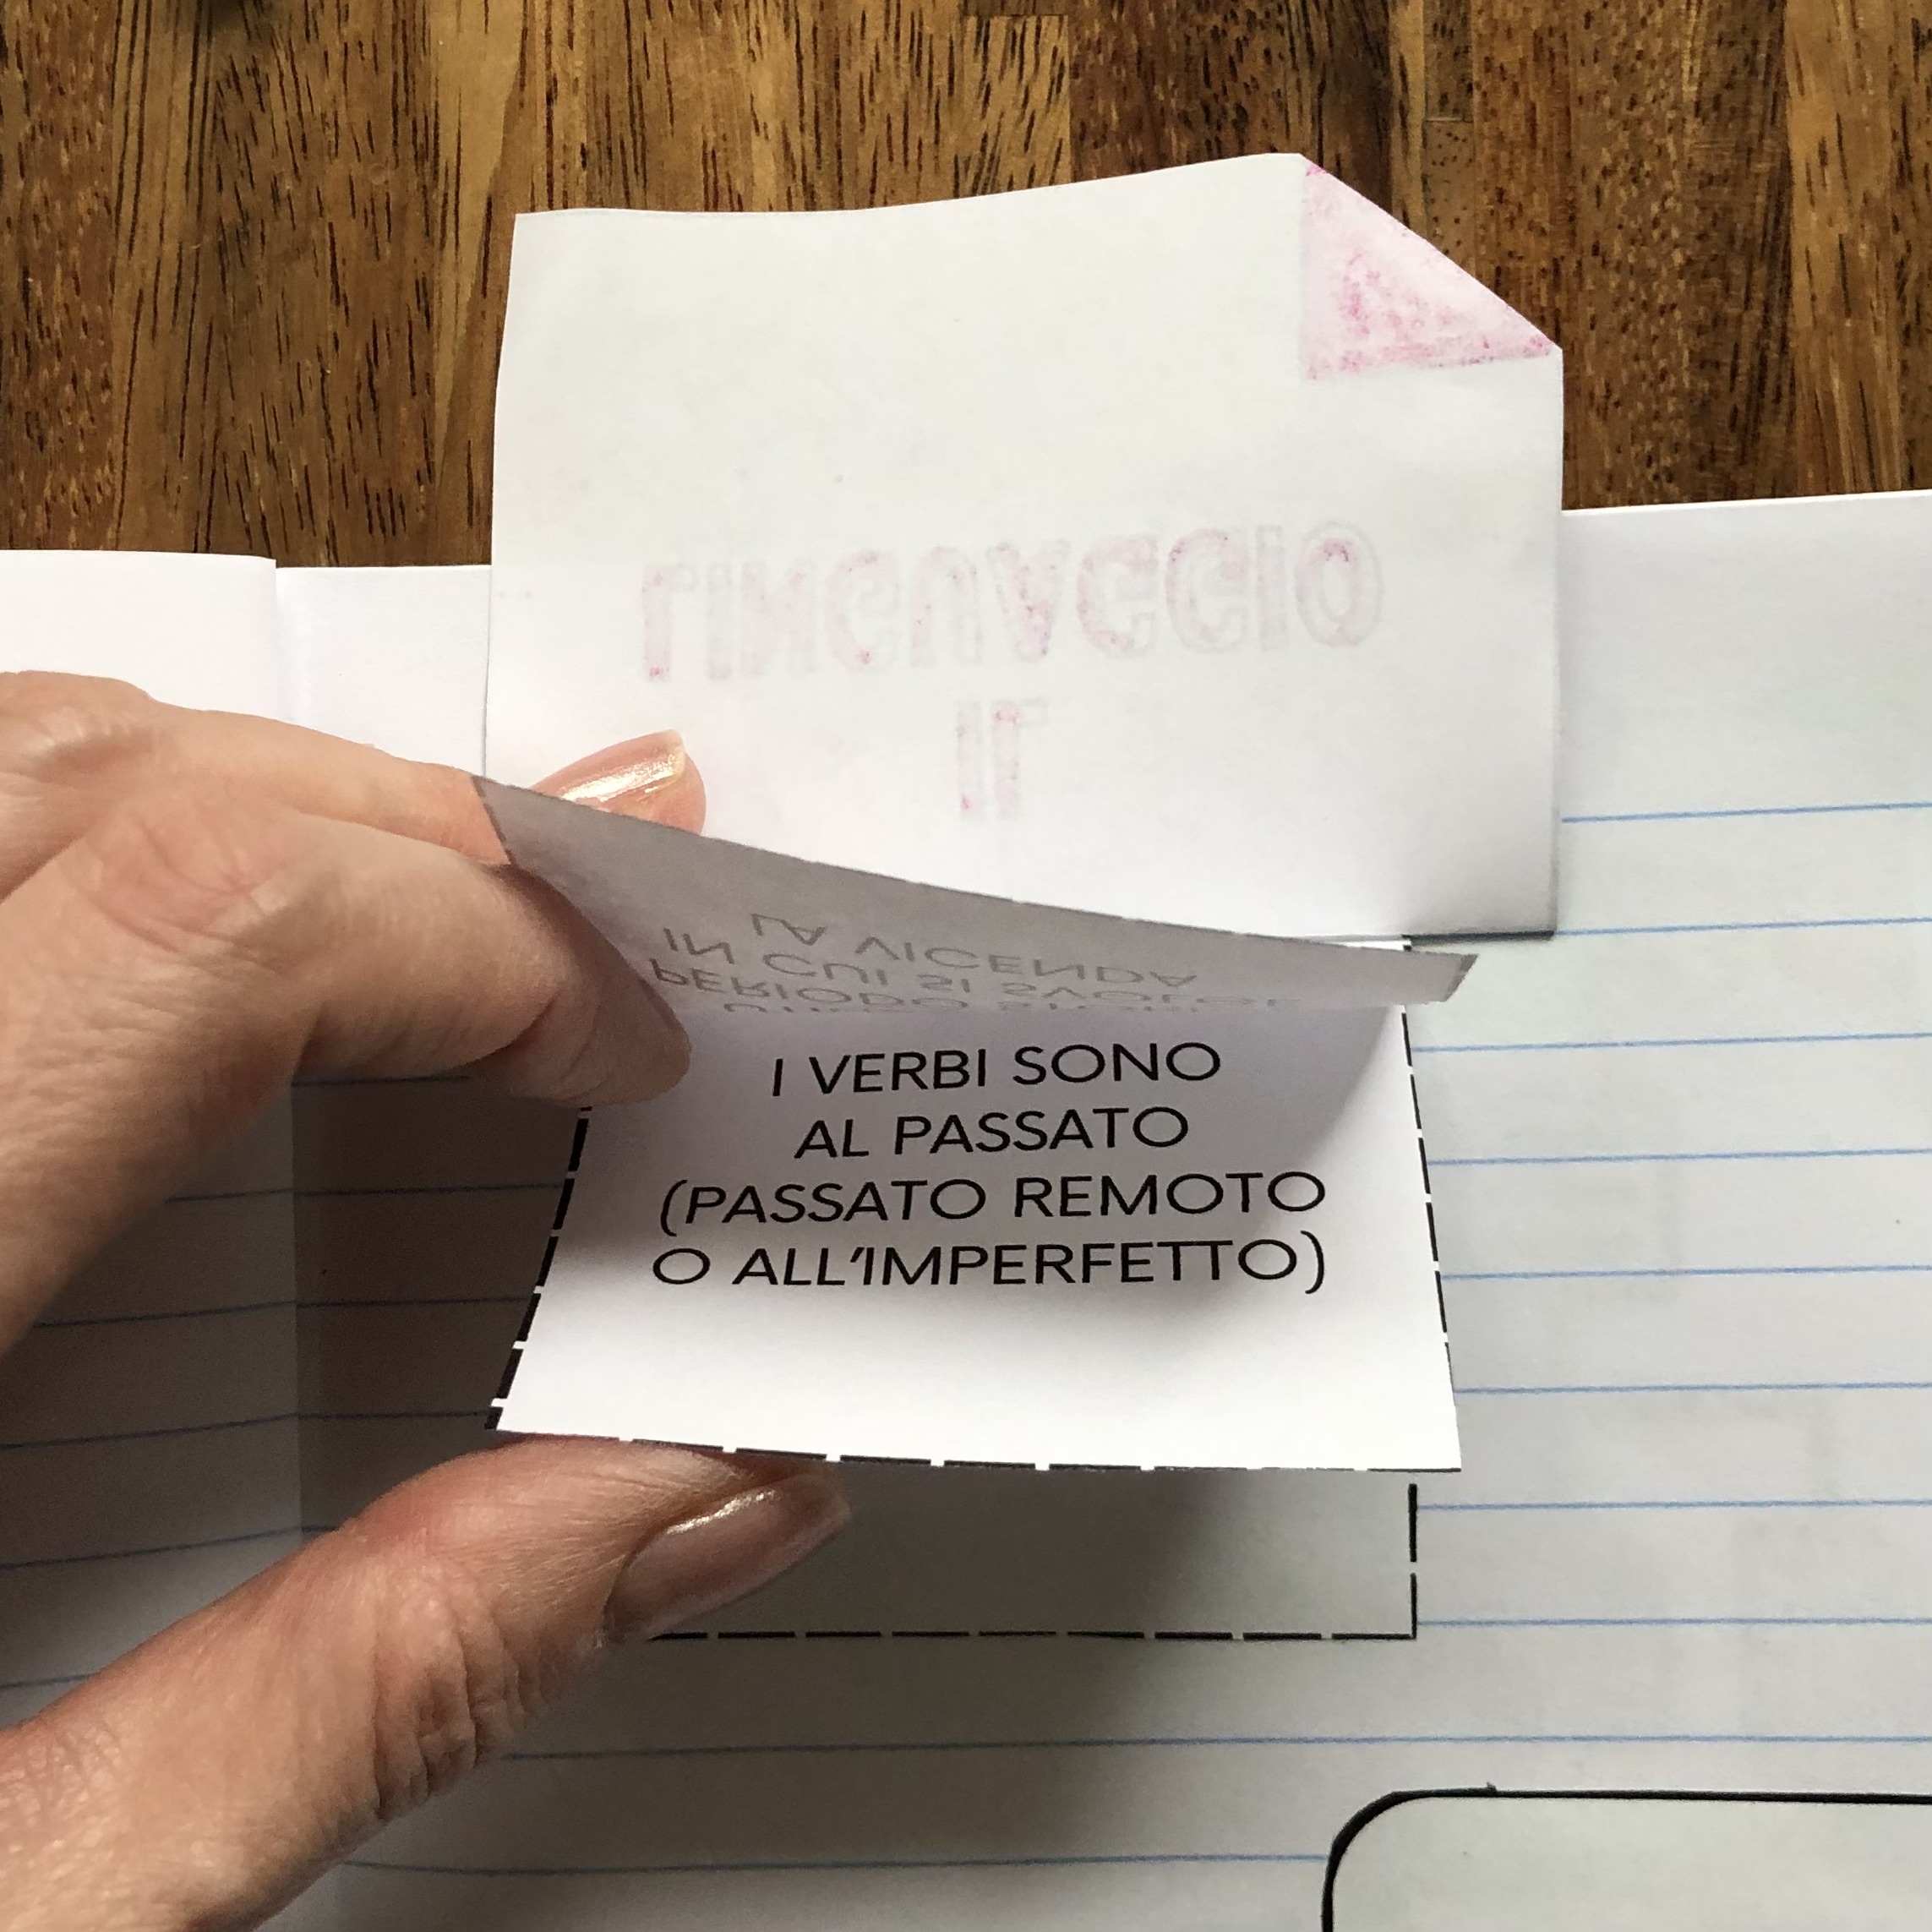 IL
LINGUAGGIO
PERIODO
IN CUI SI SVOLGE
LA VICENDA
I VERBI SONO
AL PASSATO
(PASSATO REMOTO
O ALL'IMPERFETTO)